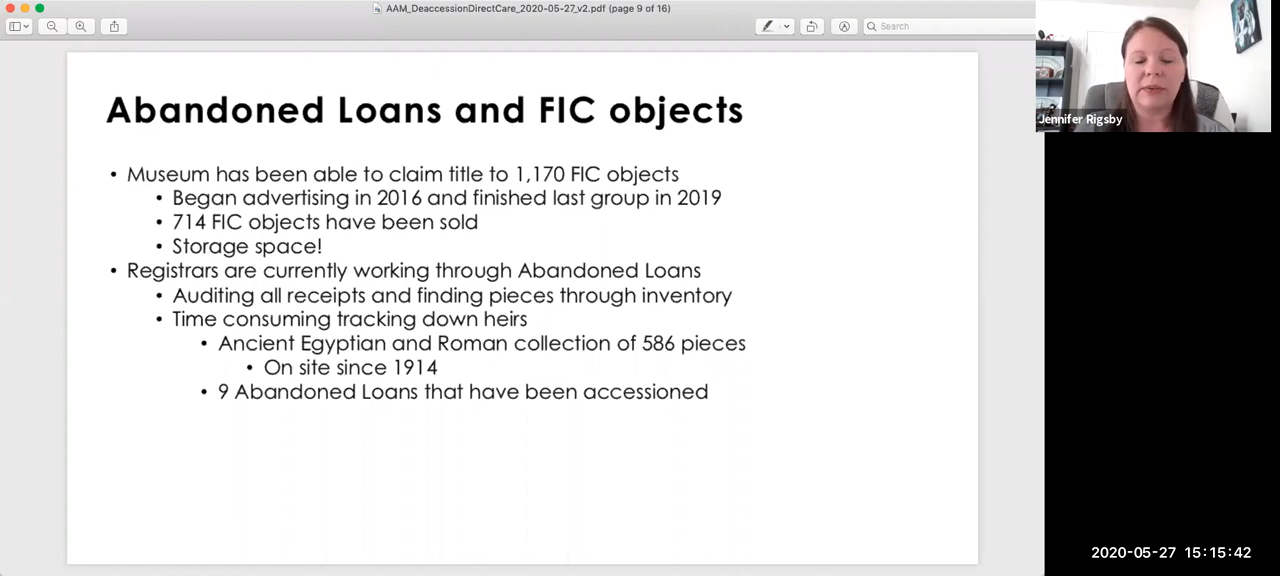 AAM_DeaccessionDirectCare_2020-05-27_v2.pdf (page 9 of 16)
Search
Abandoned Loans and FIC objects
• Museum has been able to claim title to 1,170 FIC objects
• Began advertising in 2016 and finished last group in 2019
• 714 FIC objects have been sold
• Storage space!
• Registrars are currently working through Abandoned Loans
• Auditing all receipts and finding pieces through inventory
• Time consuming tracking down heirs
• Ancient Egyptian and Roman collection of 586 pieces
• On site since 1914
• 9 Abandoned Loans that have been accessioned
Jennifer Rigsby
2020-05-27 15:15:42